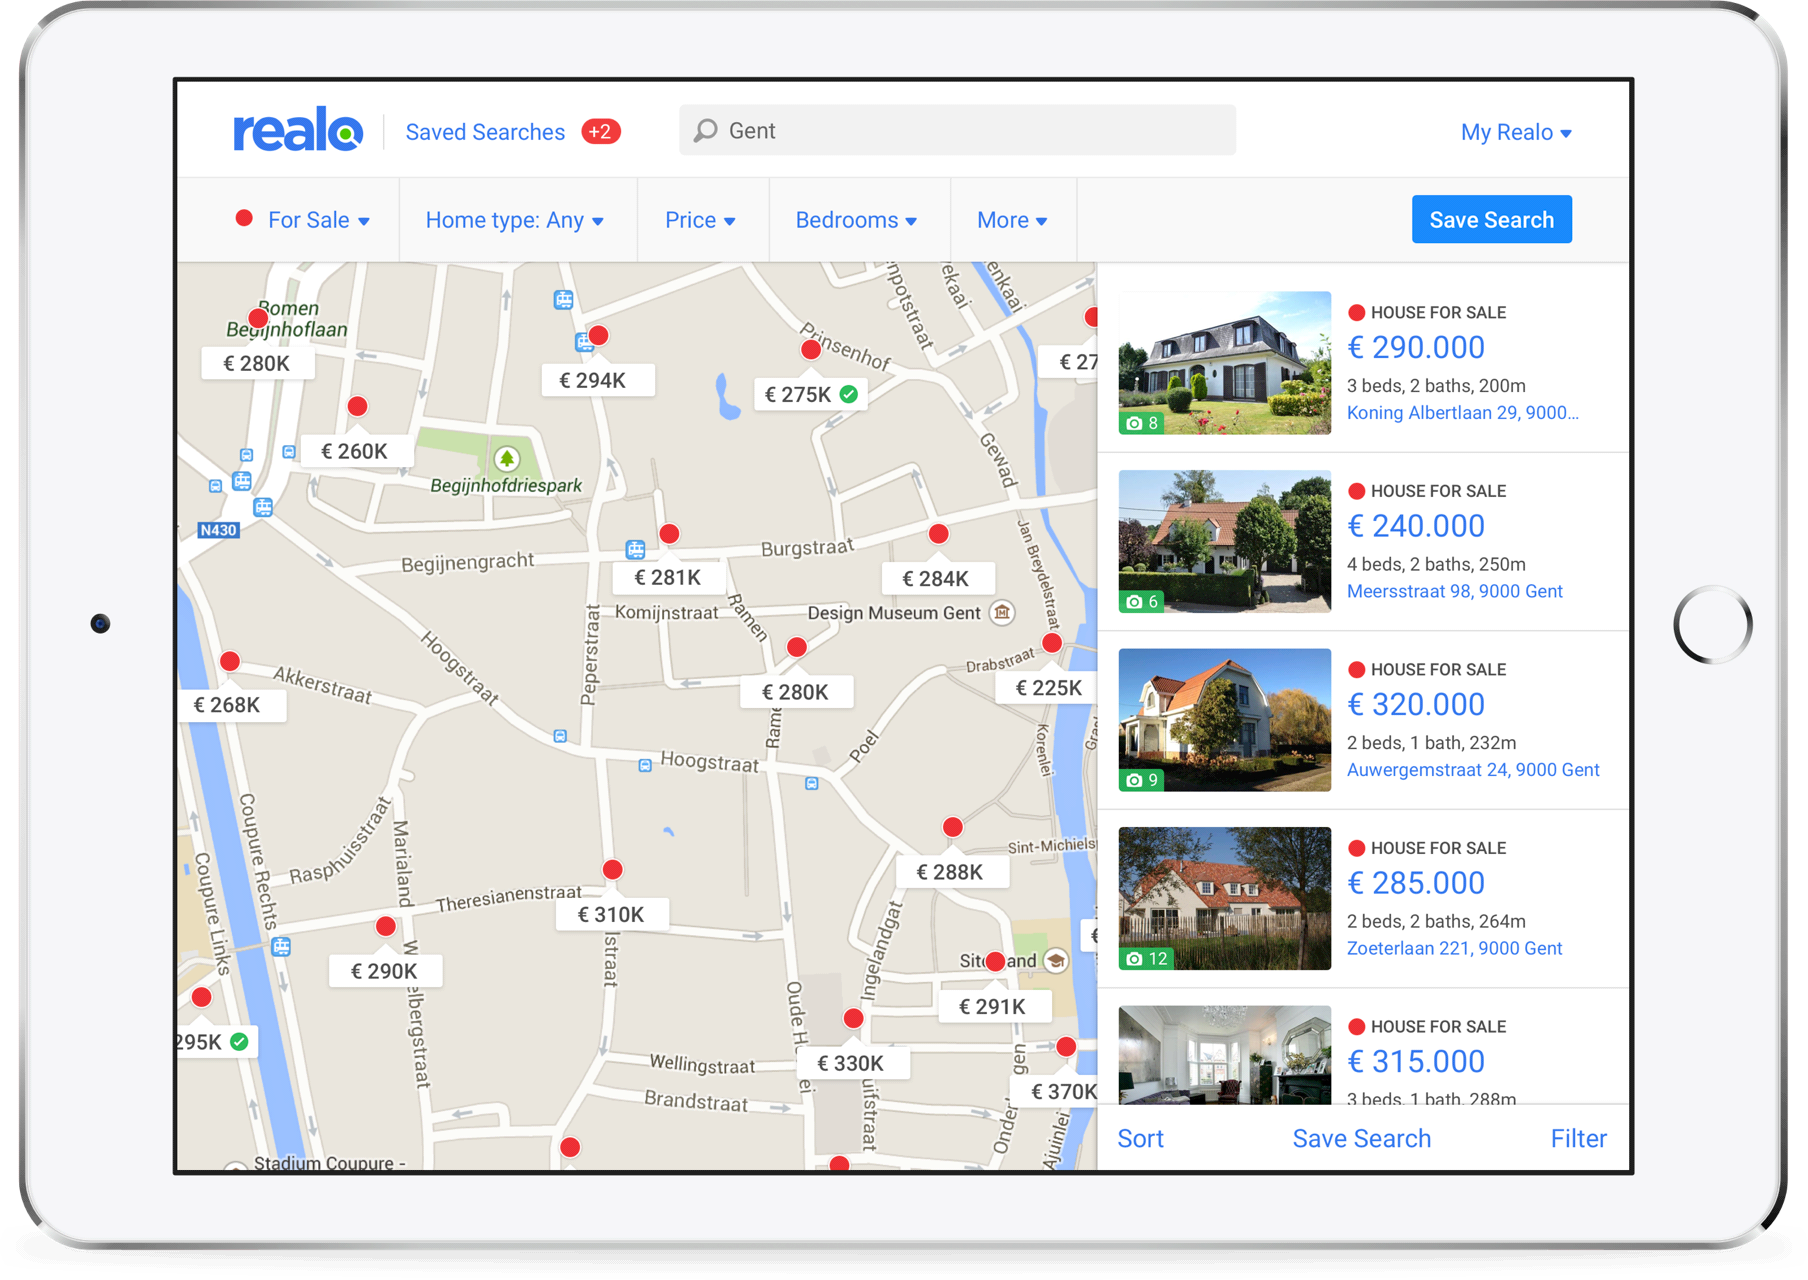 realo
Saved Searches +2
Gent
My Realo
For Sale
Home type: Any
Price
Bedrooms
More
Save Search
Bomen
Begijnhoflaan
€ 280K
€ 294K
Prinsenhof
€ 275K
€ 27
€ 260K
Begijnhofdriespark
Gewad
N430
Begijnengracht
€ 281K
Burgstraat
€ 284K
Jan Breydelstraat
Komijnstraat
Ramen
Design Museum Gent
Peperstraat
Hoogstraat
Akkerstraat
€ 268K
€ 280K
Drabstraat
€ 225K
Poel
Korenlei
Hoogstraat
Coupure Rechts
Coupure Links
Rasphuisstraat
Marialand
Theresianenstraat
€ 310K
€ 288K
Sint-Michiels
€ 290K
Ingelandgat
€ 291K
295K
€ 330K
€ 370K
Wellingstraat
Brandstraat
Ajuinlei
Stadium Coupure -
HOUSE FOR SALE
€ 290.000
3 beds, 2 baths, 200m
Koning Albertlaan 29, 9000...
8
HOUSE FOR SALE
€ 240.000
4 beds, 2 baths, 250m
Meersstraat 98, 9000 Gent
6
HOUSE FOR SALE
€ 320.000
2 beds, 1 bath, 232m
Auwergemstraat 24, 9000 Gent
9
HOUSE FOR SALE
€ 285.000
2 beds, 2 baths, 264m
Zoeterlaan 221, 9000 Gent
12
HOUSE FOR SALE
€ 315.000
3 beds, 1 bath, 288m
Sort
Save Search
Filter